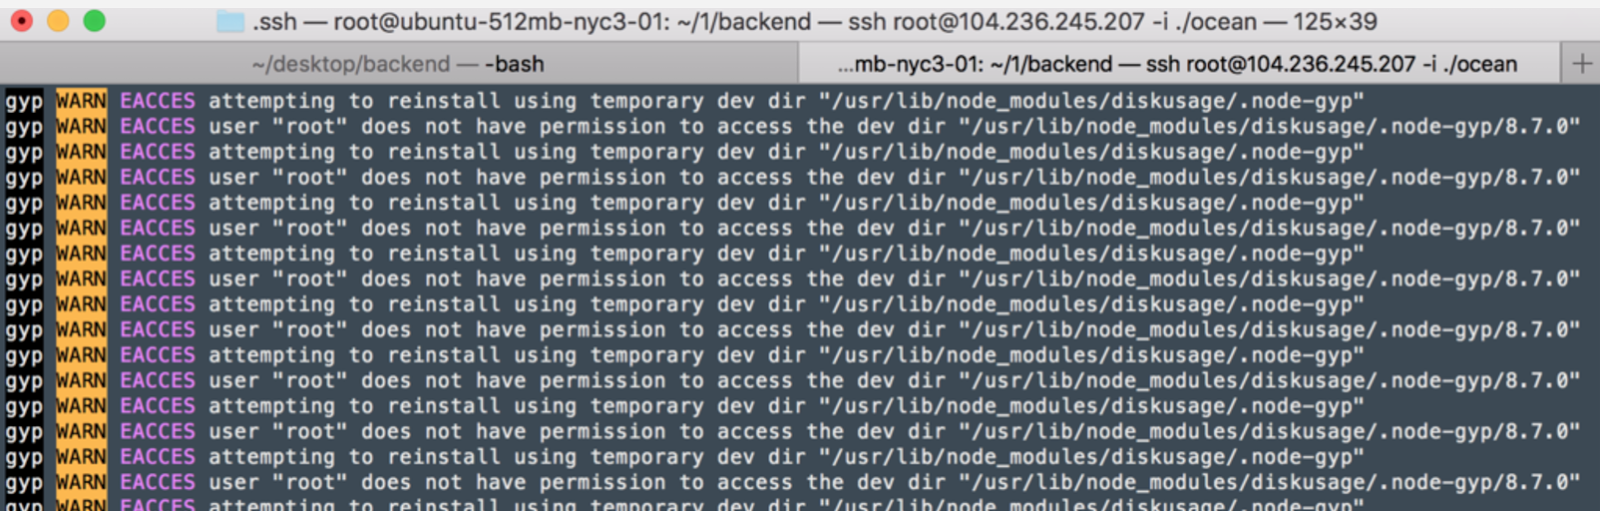 .ssh — root@ubuntu-512mb-nyc3-01: ~/1/backend — ssh root@104.236.245.207 -i ./ocean — 125×39
~/desktop/backend — -bash
...mb-nyc3-01: ~/1/backend — ssh root@104.236.245.207 -i ./ocean
gyp WARN EACCES attempting to reinstall using temporary dev dir "/usr/lib/node_modules/diskusage/.node-gyp"
gyp WARN EACCES user "root" does not have permission to access the dev dir "/usr/lib/node_modules/diskusage/.node-gyp/8.7.0"
gyp WARN EACCES attempting to reinstall using temporary dev dir "/usr/lib/node_modules/diskusage/.node-gyp"
gyp WARN EACCES user "root" does not have permission to access the dev dir "/usr/lib/node_modules/diskusage/.node-gyp/8.7.0"
gyp WARN EACCES attempting to reinstall using temporary dev dir "/usr/lib/node_modules/diskusage/.node-gyp"
gyp WARN EACCES user "root" does not have permission to access the dev dir "/usr/lib/node_modules/diskusage/.node-gyp/8.7.0"
gyp WARN EACCES attempting to reinstall using temporary dev dir "/usr/lib/node_modules/diskusage/.node-gyp"
gyp WARN EACCES user "root" does not have permission to access the dev dir "/usr/lib/node_modules/diskusage/.node-gyp/8.7.0"
gyp WARN EACCES attempting to reinstall using temporary dev dir "/usr/lib/node_modules/diskusage/.node-gyp"
gyp WARN EACCES user "root" does not have permission to access the dev dir "/usr/lib/node_modules/diskusage/.node-gyp/8.7.0"
gyp WARN EACCES attempting to reinstall using temporary dev dir "/usr/lib/node_modules/diskusage/.node-gyp"
gyp WARN EACCES user "root" does not have permission to access the dev dir "/usr/lib/node_modules/diskusage/.node-gyp/8.7.0"
gyp WARN EACCES attempting to reinstall using temporary dev dir "/usr/lib/node_modules/diskusage/.node-gyp"
gyp WARN EACCES user "root" does not have permission to access the dev dir "/usr/lib/node_modules/diskusage/.node-gyp/8.7.0"
gyp WARN EACCES attempting to reinstall using temporary dev dir "/usr/lib/node_modules/diskusage/.node-gyp"
gyp WARN EACCES user "root" does not have permission to access the dev dir "/usr/lib/node_modules/diskusage/.node-gyp/8.7.0"
gyp WARN EACCES attempting to reinstall using temporary dev dir "/usr/lib/node_modules/diskusage/.node-gyp"